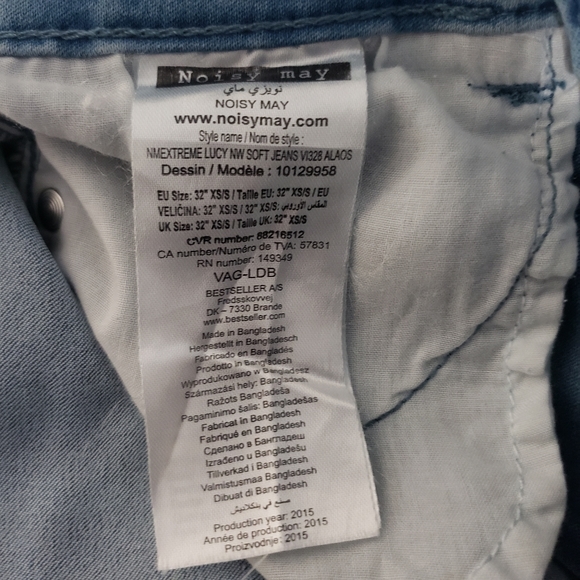 Noisy may
نويزي ماي
NOISY MAY
www.noisymay.com
Style name / Nom de style :
NMEXTREME LUCY NW SOFT JEANS VI328 ALAOS
Dessin / Modèle : 10129958
EU Size: 32" XS/S / Taille EU: 32" XS/S / EU
VELIČINA: 32" XS/S / 32" XS/S :المقاس الأوروبي
UK Size: 32" XS/S / Taille UK: 32" XS/S
CVR number: 88216512
CA number/Numéro de TVA: 57831
RN number: 149349
VAG-LDB
BESTSELLER A/S
Fredsskovvej
DK – 7330 Brande
www.bestseller.com
Made in Bangladesh
Hergestellt in Bangladesch
Fabricado en Bangladés
Prodotto in Bangladesh
Wyprodukowano w Bangladesz
Származási hely: Bangladesh
Ražots Bangladeša
Pagaminimo šalis: Bangladešas
Fabricat in Bangladesh
Fabriqué en Bangladesh
Сделано в Бангладеш
Izrađeno u Bangladešu
Tillverkad i Bangladesh
Valmistusmaa Bangladesh
Dibuat di Bangladesh
صنع في بنكلاديش
Production year: 2015
Année de production: 2015
Proizvodnje: 2015